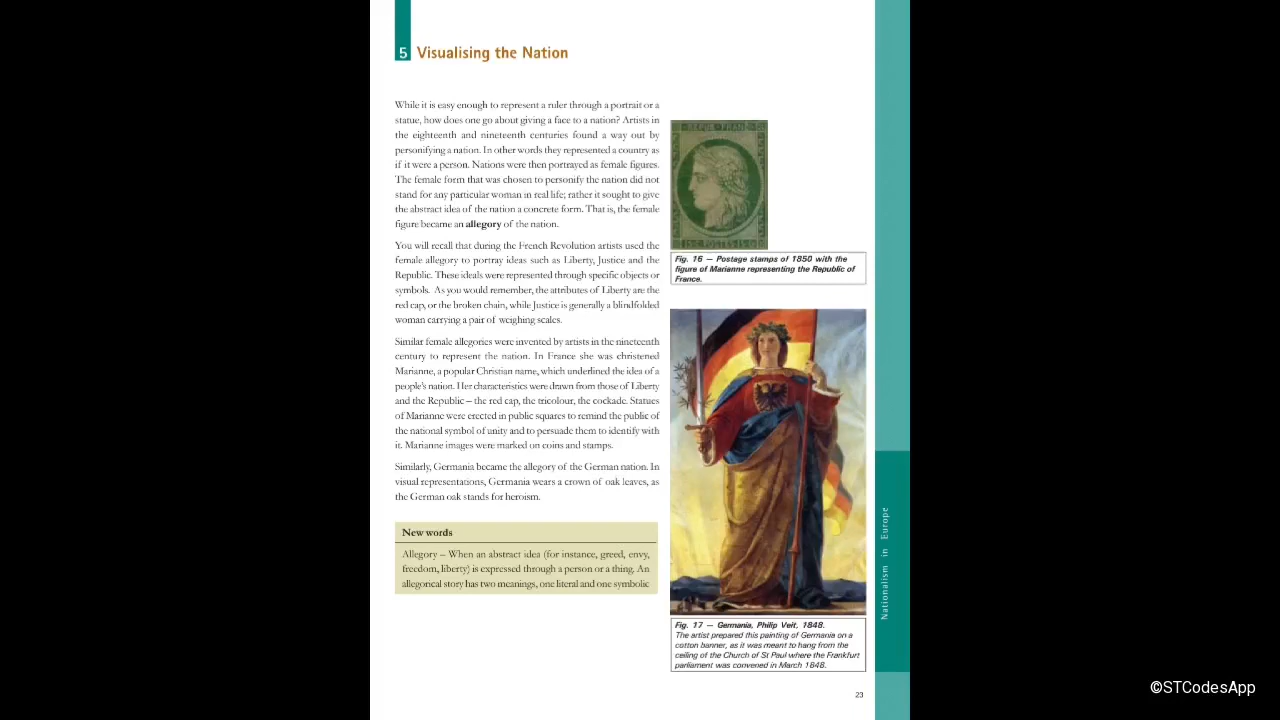 5 Visualising the Nation
While it is easy enough to represent a ruler through a portrait or a
statue, how does one go about giving a face to a nation? Artists in
the eighteenth and nineteenth centuries found a way out by
personifying a nation. In other words they represented a country as
if it were a person. Nations were then portrayed as female figures.
The female form that was chosen to personify the nation did not
stand for any particular woman in real life; rather it sought to give
the abstract idea of the nation a concrete form. That is, the female
figure became an allegory of the nation.
You will recall that during the French Revolution artists used the
female allegory to portray ideas such as Liberty, Justice and the
Republic. These ideals were represented through specific objects or
symbols. As you would remember, the attributes of Liberty are the
red cap, or the broken chain, while Justice is generally a blindfolded
woman carrying a pair of weighing scales.
Similar female allegories were invented by artists in the nineteenth
century to represent the nation. In France she was christened
Marianne, a popular Christian name, which underlined the idea of a
people's nation. Her characteristics were drawn from those of Liberty
and the Republic – the red cap, the tricolour, the cockade. Statues
of Marianne were erected in public squares to remind the public of
the national symbol of unity and to persuade them to identify with
it. Marianne images were marked on coins and stamps.
Similarly, Germania became the allegory of the German nation. In
visual representations, Germania wears a crown of oak leaves, as
the German oak stands for heroism.
New words
Allegory – When an abstract idea (for instance, greed, envy,
freedom, liberty) is expressed through a person or a thing. An
allegorical story has two meanings, one literal and one symbolic
REPUB FRANC
POSTES
Fig. 16 — Postage stamps of 1850 with the
figure of Marianne representing the Republic of
France.
Fig. 17 — Germania, Philip Veit, 1848.
The artist prepared this painting of Germania on a
cotton banner, as it was meant to hang from the
ceiling of the Church of St Paul where the Frankfurt
parliament was convened in March 1848.
Nationalism in Europe
23
©STCodesApp